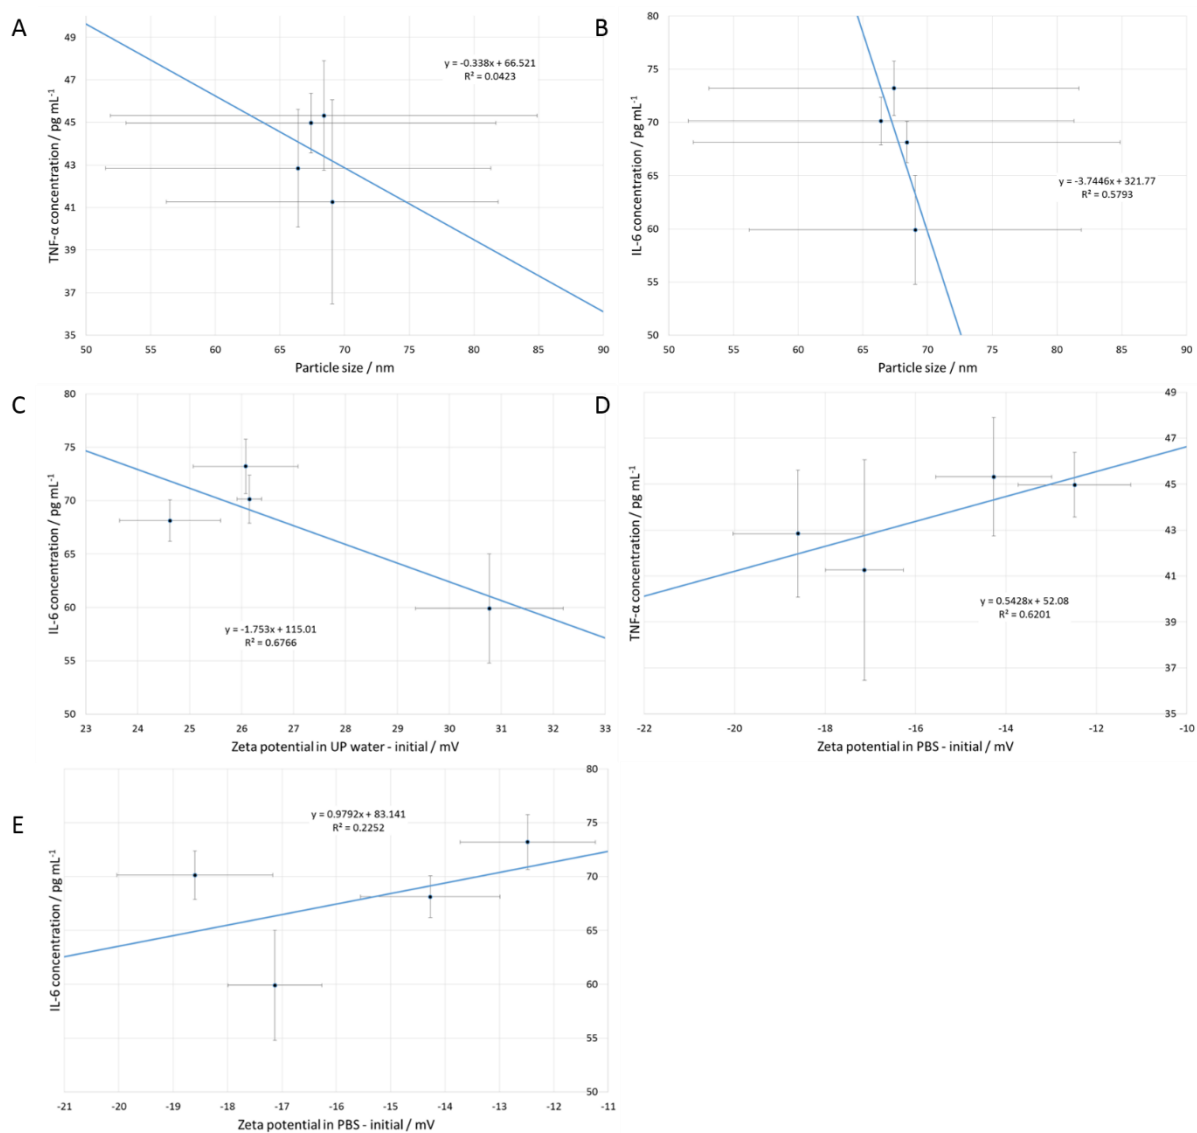 A
TNF-α concentration / pg mL⁻¹
49
47
45
43
41
39
37
35
y = -0.338x + 66.521
R² = 0.0423
50 55 60 65 70 75 80 85 90
Particle size / nm
B
IL-6 concentration / pg mL⁻¹
80
75
70
65
60
55
50
y = -3.7446x + 321.77
R² = 0.5793
50 55 60 65 70 75 80 85 90
Particle size / nm
C
IL-6 concentration / pg mL⁻¹
80
75
70
65
60
55
50
y = -1.753x + 115.01
R² = 0.6766
23 24 25 26 27 28 29 30 31 32 33
Zeta potential in UP water - initial / mV
D
TNF-α concentration / pg mL⁻¹
49
47
45
43
41
39
37
35
y = 0.5428x + 52.08
R² = 0.6201
-22 -20 -18 -16 -14 -12 -10
Zeta potential in PBS - initial / mV
E
IL-6 concentration / pg mL⁻¹
80
75
70
65
60
55
50
y = 0.9792x + 83.141
R² = 0.2252
-21 -20 -19 -18 -17 -16 -15 -14 -13 -12 -11
Zeta potential in PBS - initial / mV